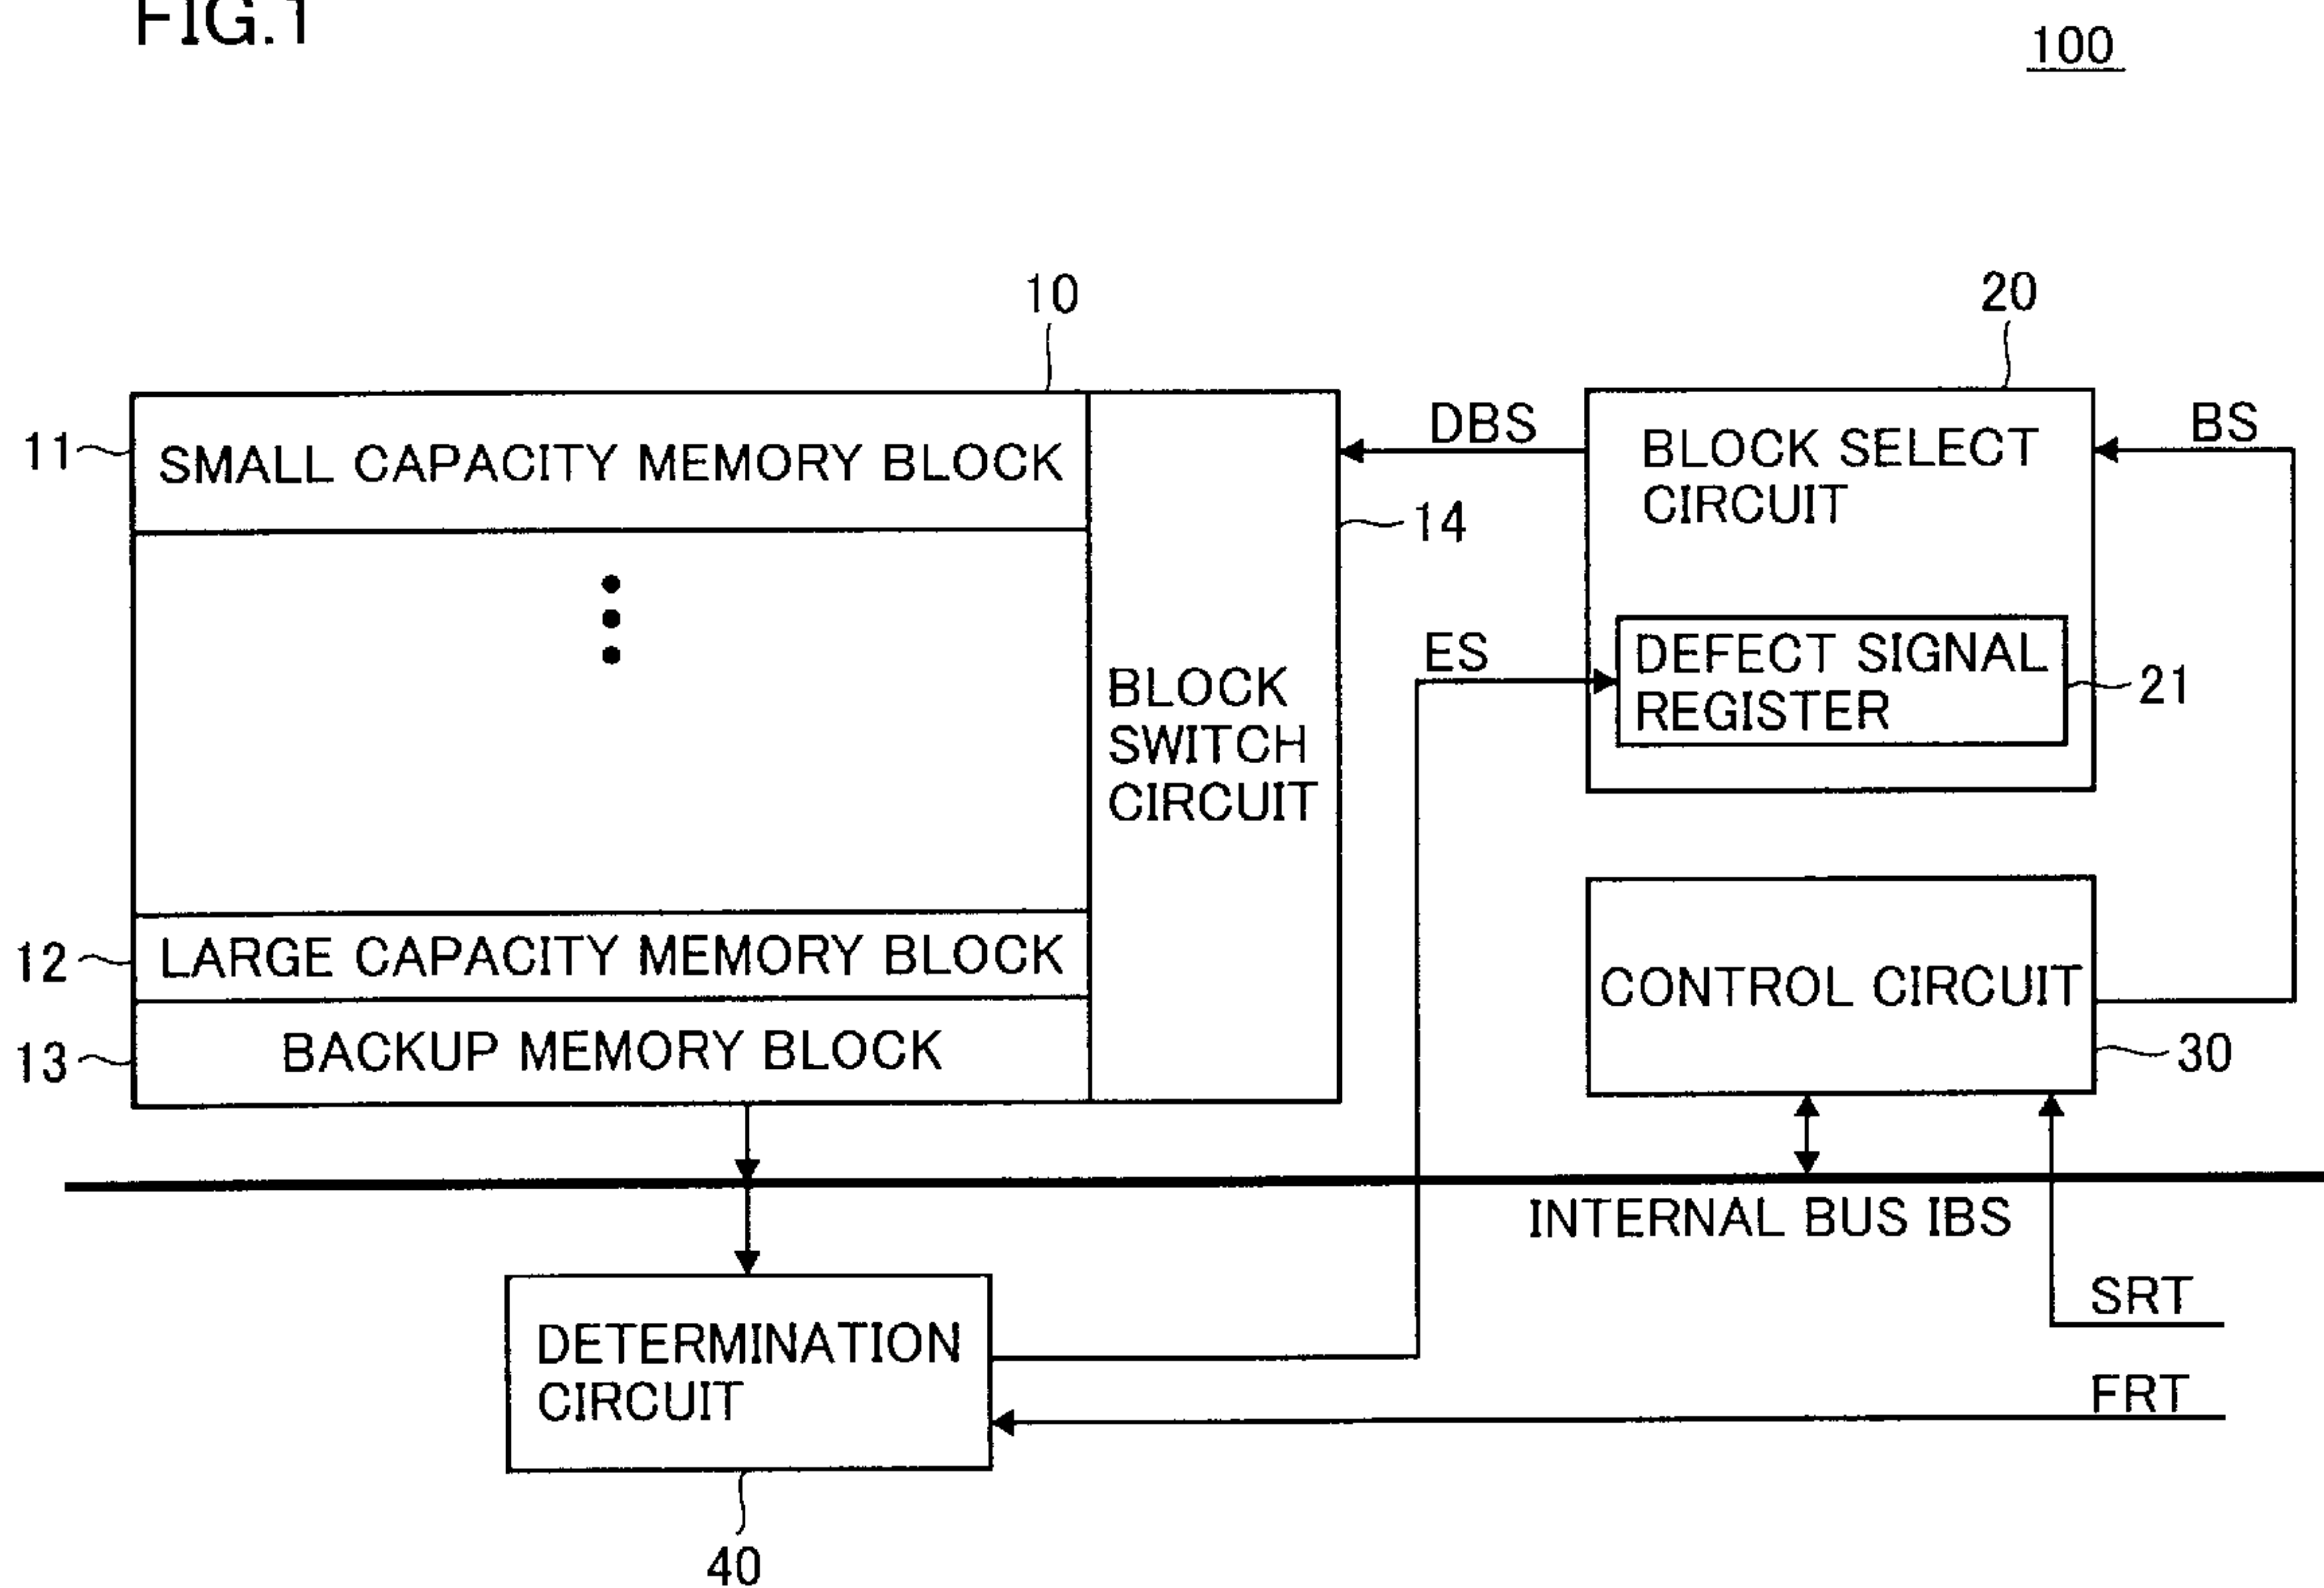 FIG.1
100
10
20
11
SMALL CAPACITY MEMORY BLOCK
DBS
BLOCK SELECT
CIRCUIT
BS
14
ES
DEFECT SIGNAL
REGISTER
21
BLOCK
SWITCH
CIRCUIT
12
LARGE CAPACITY MEMORY BLOCK
CONTROL CIRCUIT
13
BACKUP MEMORY BLOCK
30
INTERNAL BUS IBS
SRT
DETERMINATION
CIRCUIT
FRT
40